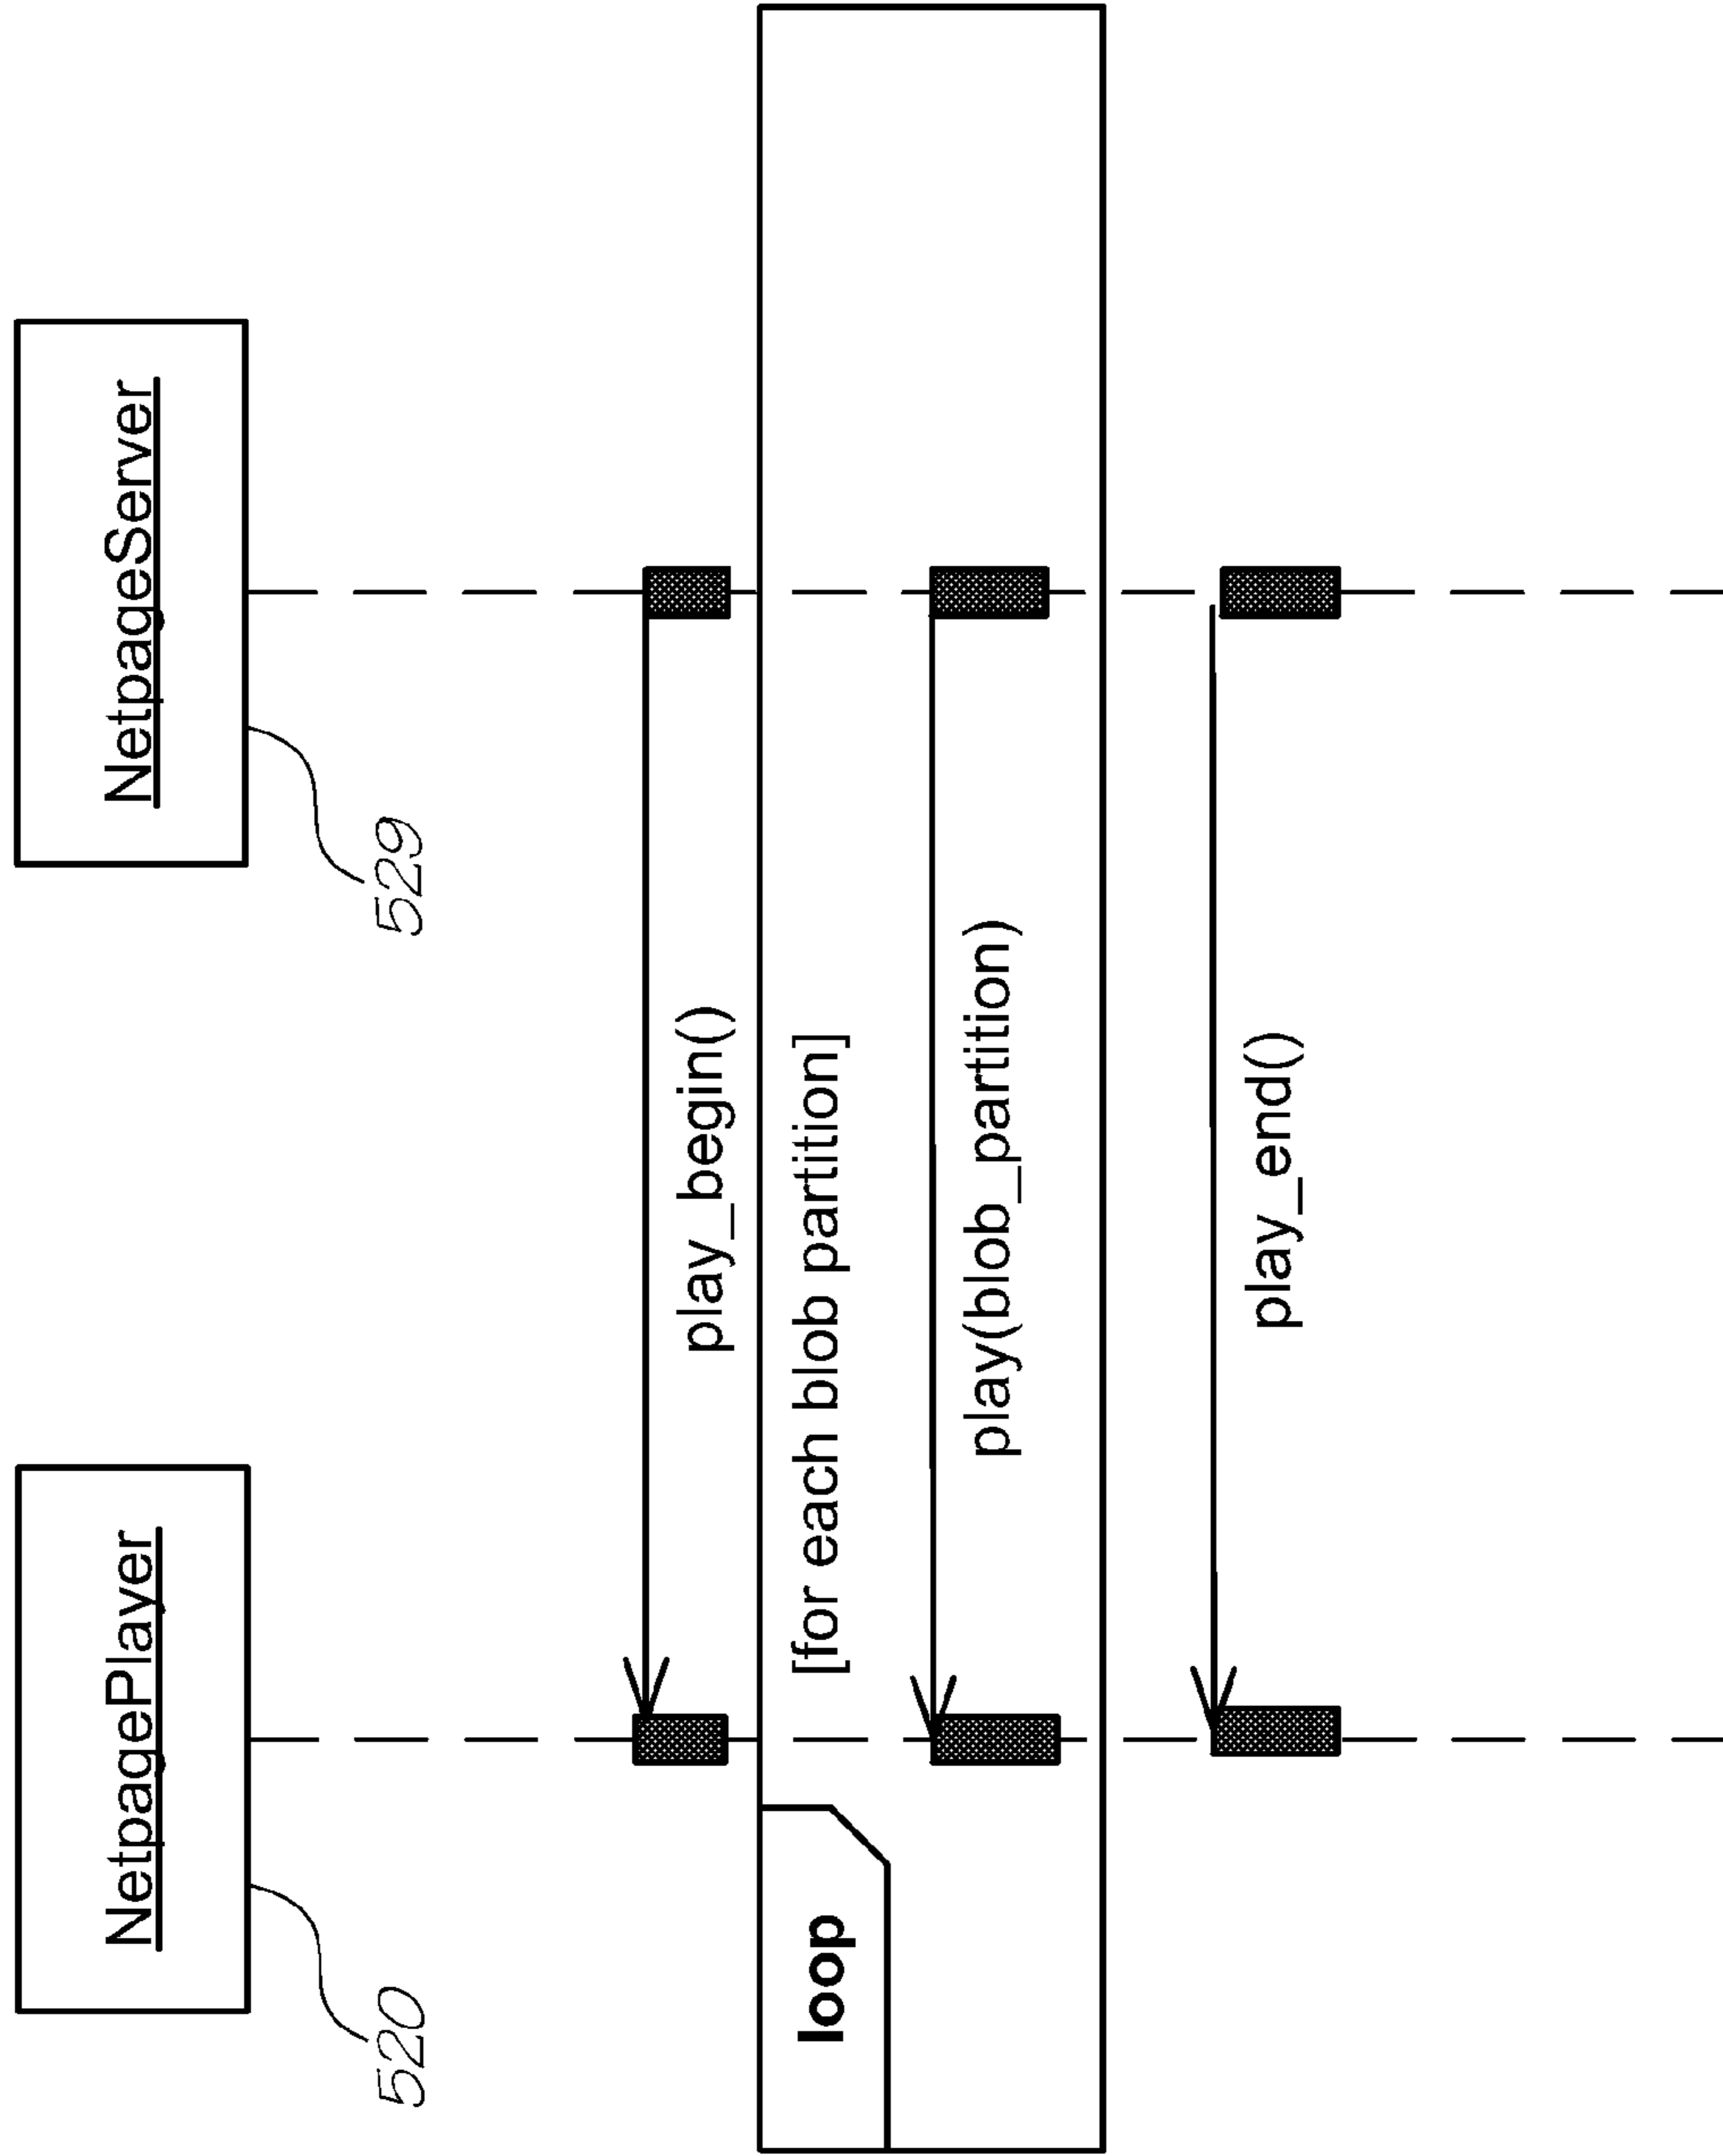 NetpagePlayer
NetpageServer
520
529
play_begin()
loop
[for each blob partition]
play(blob_partition)
play_end()